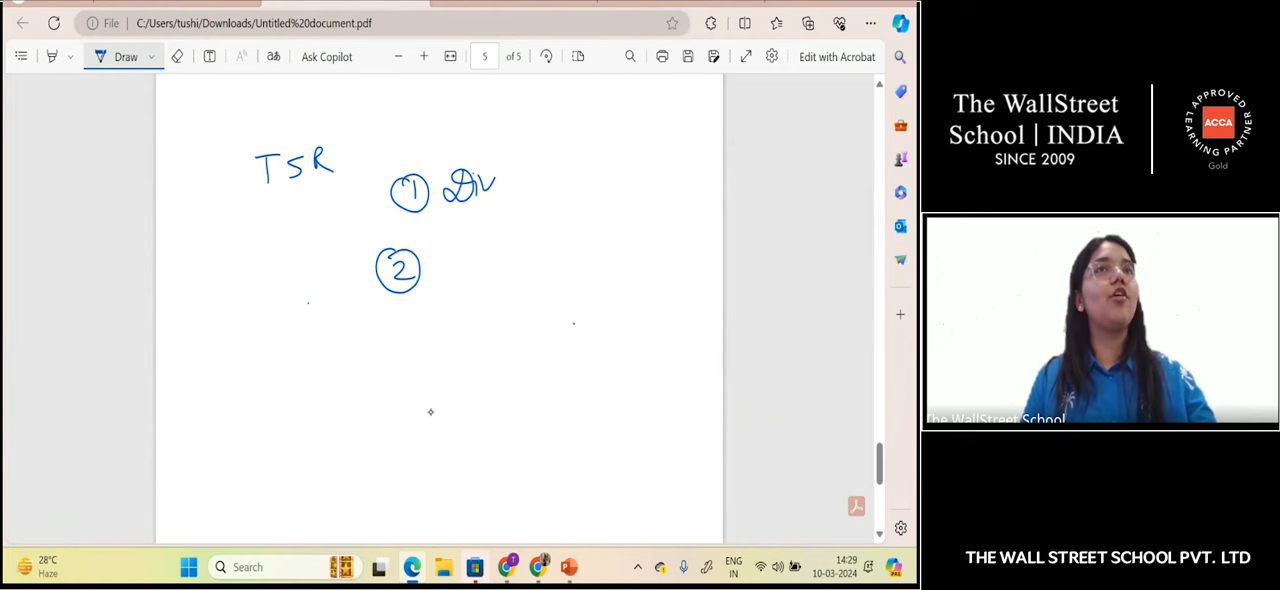 File
C:/Users/tushi/Downloads/Untitled%20document.pdf
Draw
aあ
Ask Copilot
5
of 5
Edit with Acrobat
TSR
① Div
②
The WallStreet
School | INDIA
SINCE 2009
APPROVED
ACCA
LEARNING PARTNER
Gold
The WallStreet School
28°C
Haze
Search
ENG
IN
14:29
10-03-2024
THE WALL STREET SCHOOL PVT. LTD